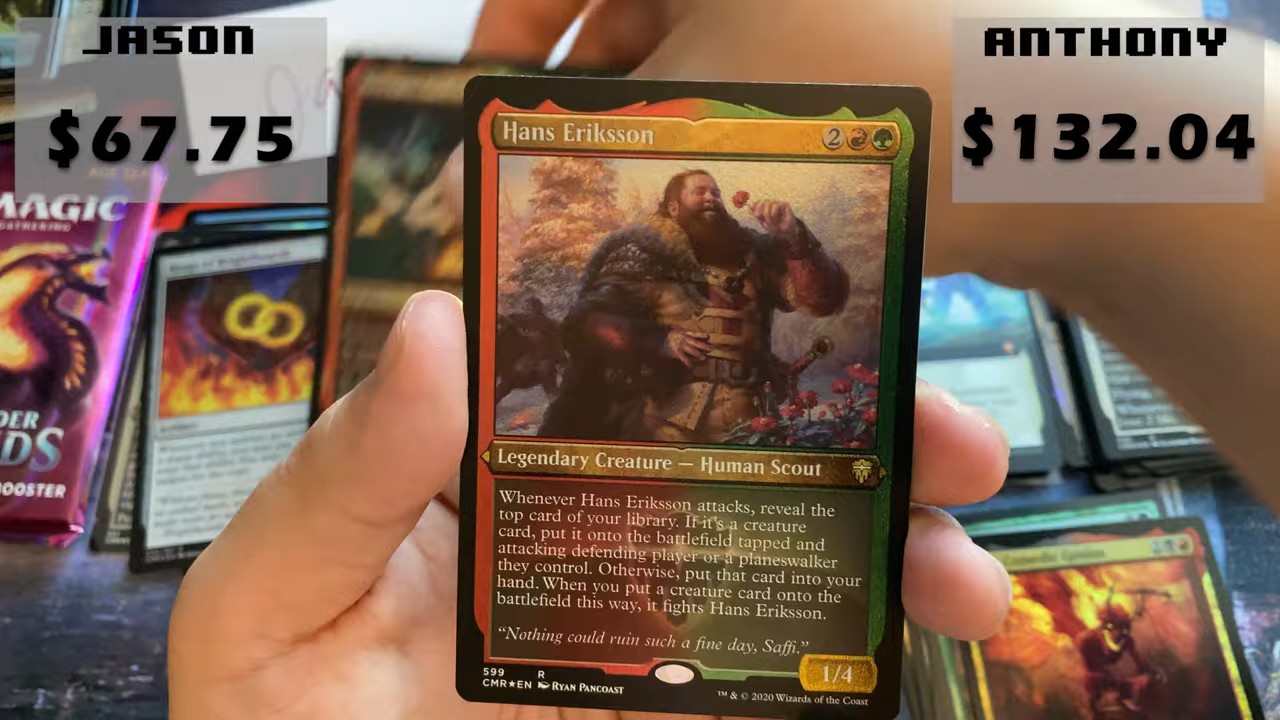 JASON
$67.75
ANTHONY
$132.04
MAGIC
GATHERING
BOOSTER
Hans Eriksson
2
Legendary Creature — Human Scout
Whenever Hans Eriksson attacks, reveal the
top card of your library. If it's a creature
card, put it onto the battlefield tapped and
attacking defending player or a planeswalker
they control. Otherwise, put that card into your
hand. When you put a creature card onto the
battlefield this way, it fights Hans Eriksson.
“Nothing could ruin such a fine day, Saffi.”
1/4
599 R
CMR★EN Ryan Pancoast
™ & © 2020 Wizards of the Coast